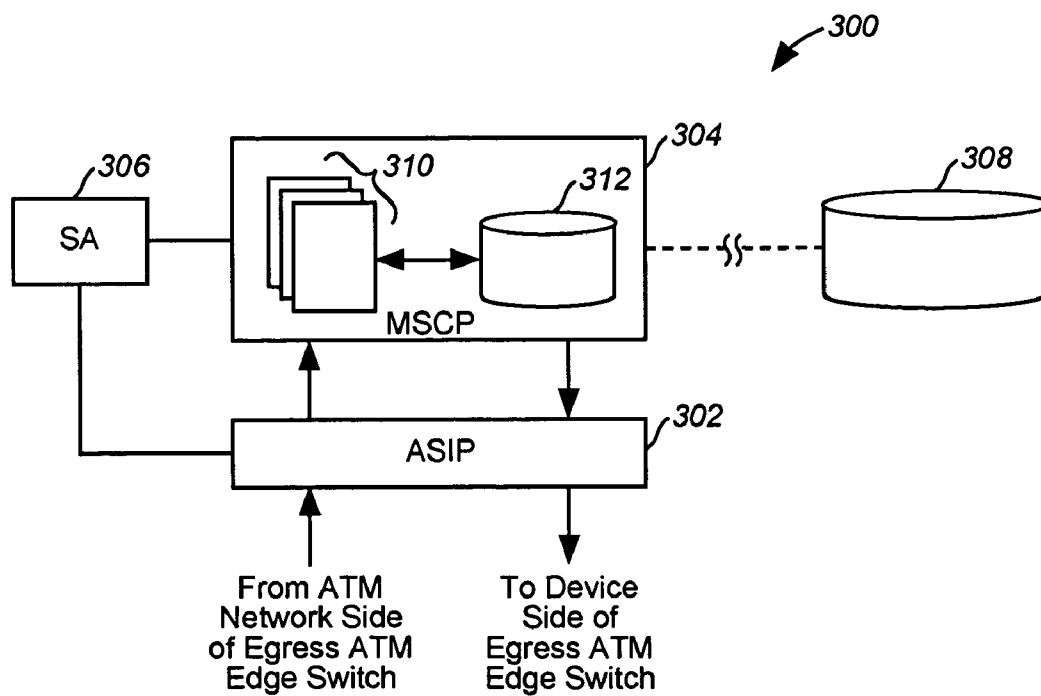 300
306
SA
310
312
304
308
MSCP
302
ASIP
From ATM
Network Side
of Egress ATM
Edge Switch
To Device
Side of
Egress ATM
Edge Switch